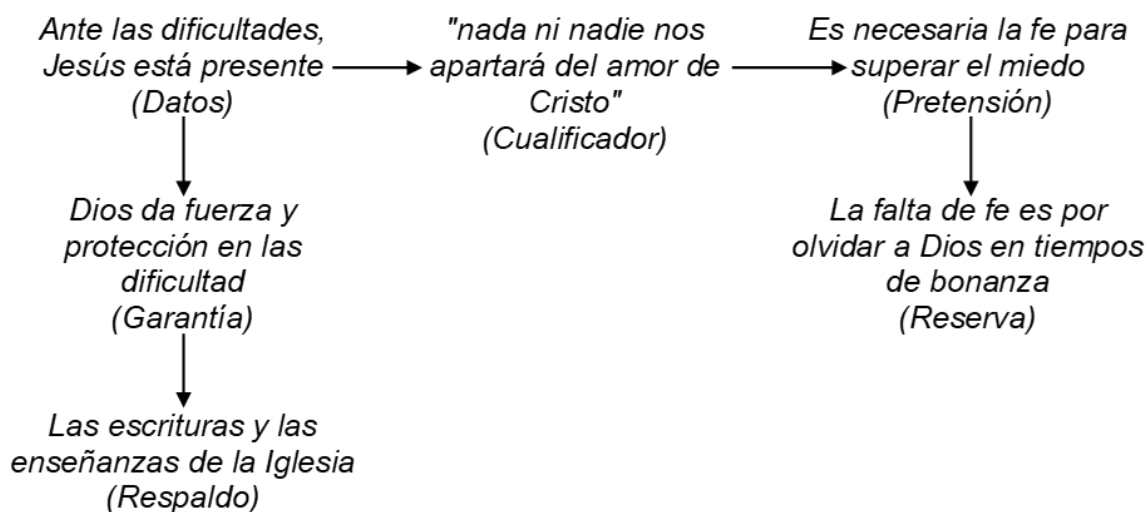 Ante las dificultades,
Jesús está presente
(Datos)
"nada ni nadie nos
apartará del amor de
Cristo"
(Cualificador)
Es necesaria la fe para
superar el miedo
(Pretensión)
Dios da fuerza y
protección en las
dificultad
(Garantía)
La falta de fe es por
olvidar a Dios en tiempos
de bonanza
(Reserva)
Las escrituras y las
enseñanzas de la Iglesia
(Respaldo)